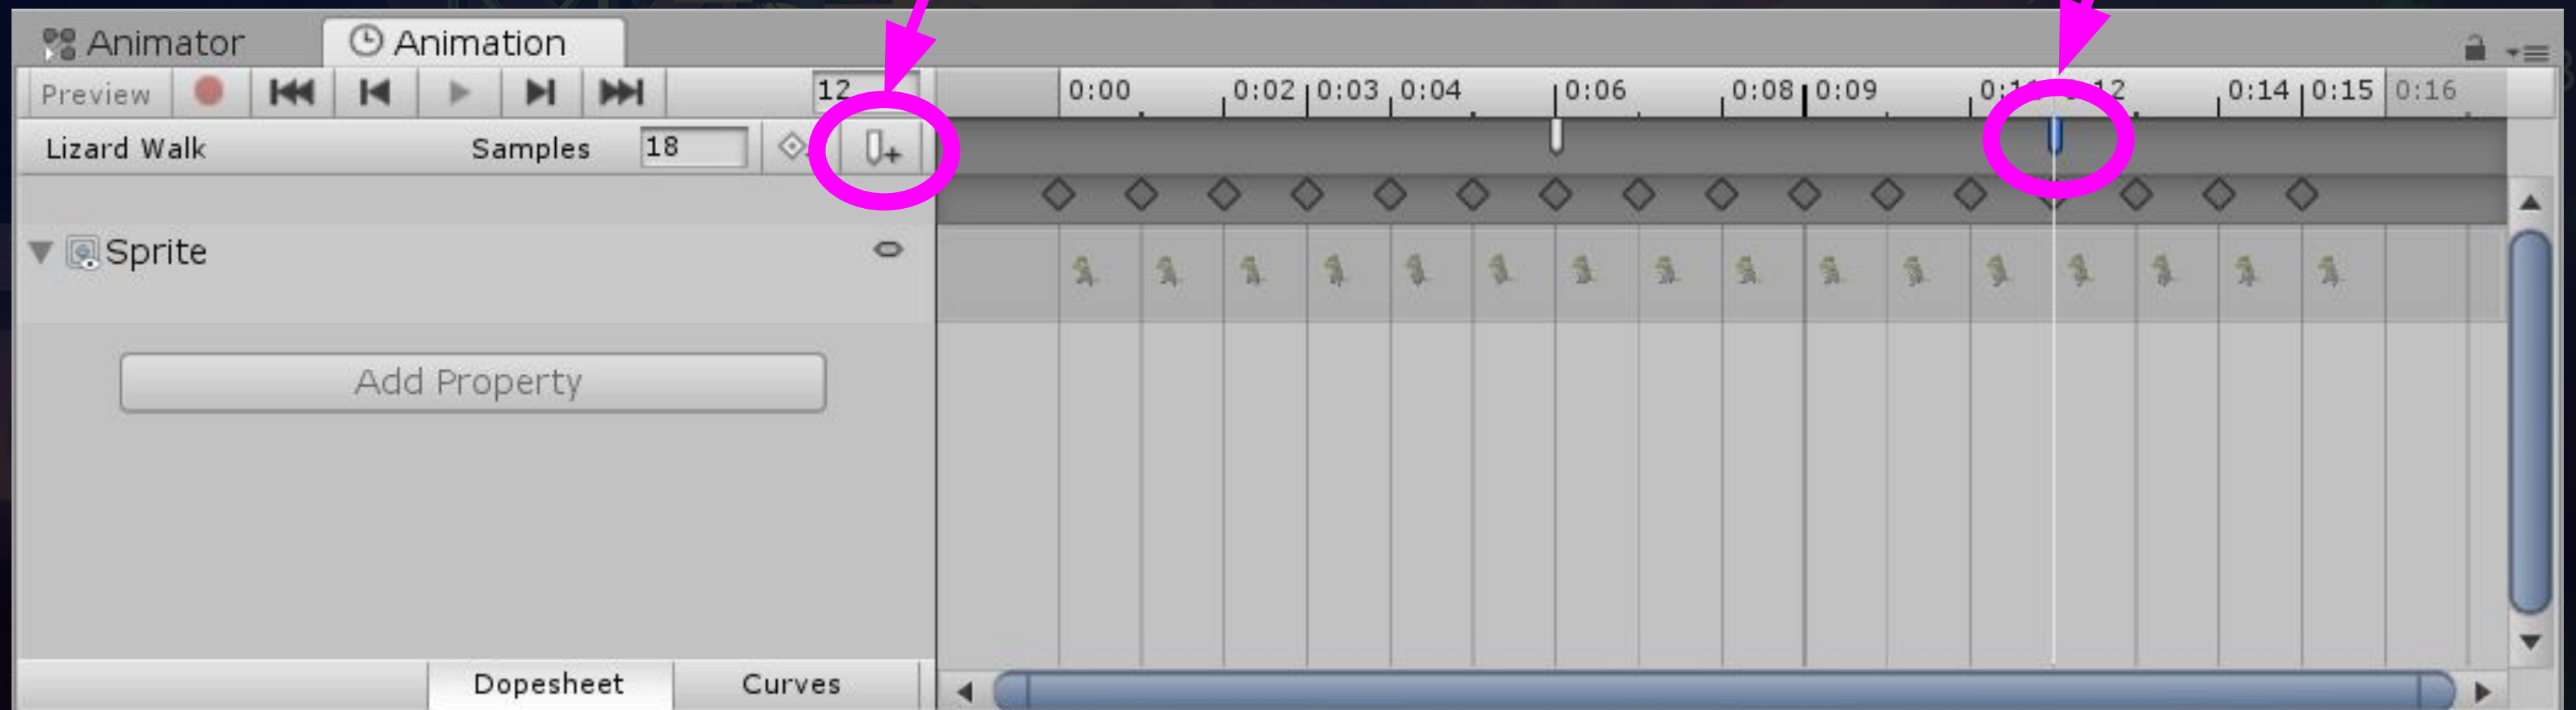 Animator Animation
Preview 12 0:00 0:02 0:03 0:04 0:06 0:08 0:09 0:14 0:15 0:16
Lizard Walk Samples 18
Sprite
Add Property
Dopesheet Curves